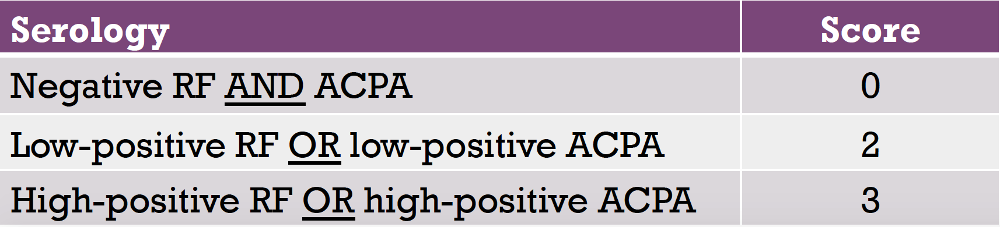 Serology Score
Negative RF AND ACPA 0
Low-positive RF OR low-positive ACPA 2
High-positive RF OR high-positive ACPA 3